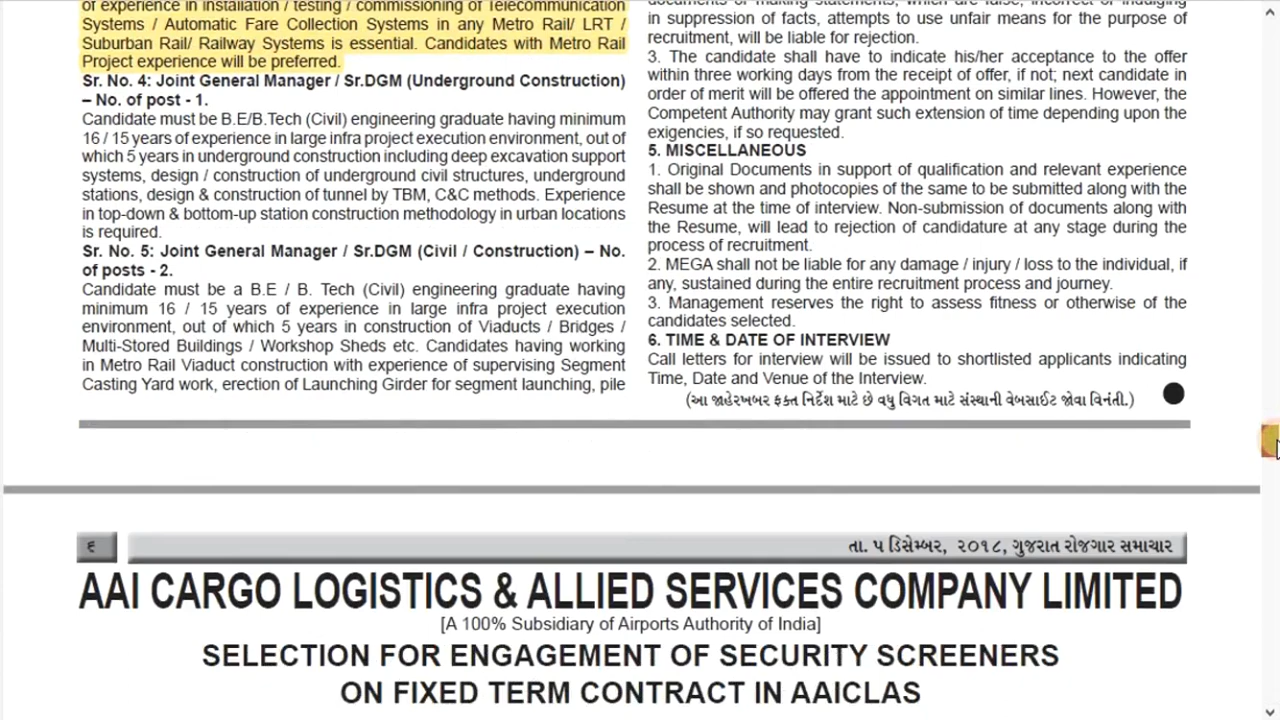 of experience in installation / testing / commissioning of Telecommunication
Systems / Automatic Fare Collection Systems in any Metro Rail/ LRT /
Suburban Rail/ Railway Systems is essential. Candidates with Metro Rail
Project experience will be preferred.
Sr. No. 4: Joint General Manager / Sr.DGM (Underground Construction)
– No. of post - 1.
Candidate must be B.E/B.Tech (Civil) engineering graduate having minimum
16 / 15 years of experience in large infra project execution environment, out of
which 5 years in underground construction including deep excavation support
systems, design / construction of underground civil structures, underground
stations, design & construction of tunnel by TBM, C&C methods. Experience
in top-down & bottom-up station construction methodology in urban locations
is required.
Sr. No. 5: Joint General Manager / Sr.DGM (Civil / Construction) – No.
of posts - 2.
Candidate must be a B.E / B. Tech (Civil) engineering graduate having
minimum 16 / 15 years of experience in large infra project execution
environment, out of which 5 years in construction of Viaducts / Bridges /
Multi-Stored Buildings / Workshop Sheds etc. Candidates having working
in Metro Rail Viaduct construction with experience of supervising Segment
Casting Yard work, erection of Launching Girder for segment launching, pile
documents or making statements, which are false, incorrect or indulging
in suppression of facts, attempts to use unfair means for the purpose of
recruitment, will be liable for rejection.
3. The candidate shall have to indicate his/her acceptance to the offer
within three working days from the receipt of offer, if not; next candidate in
order of merit will be offered the appointment on similar lines. However, the
Competent Authority may grant such extension of time depending upon the
exigencies, if so requested.
5. MISCELLANEOUS
1. Original Documents in support of qualification and relevant experience
shall be shown and photocopies of the same to be submitted along with the
Resume at the time of interview. Non-submission of documents along with
the Resume, will lead to rejection of candidature at any stage during the
process of recruitment.
2. MEGA shall not be liable for any damage / injury / loss to the individual, if
any, sustained during the entire recruitment process and journey.
3. Management reserves the right to assess fitness or otherwise of the
candidates selected.
6. TIME & DATE OF INTERVIEW
Call letters for interview will be issued to shortlisted applicants indicating
Time, Date and Venue of the Interview.
(આ જાહેરખબર ફક્ત નિર્દેશ માટે છે વધુ વિગત માટે સંસ્થાની વેબસાઈટ જોવા વિનંતી.)
૬
તા. ૫ ડિસેમ્બર, ૨૦૧૮, ગુજરાત રોજગાર સમાચાર
AAI CARGO LOGISTICS & ALLIED SERVICES COMPANY LIMITED
[A 100% Subsidiary of Airports Authority of India]
SELECTION FOR ENGAGEMENT OF SECURITY SCREENERS
ON FIXED TERM CONTRACT IN AAICLAS